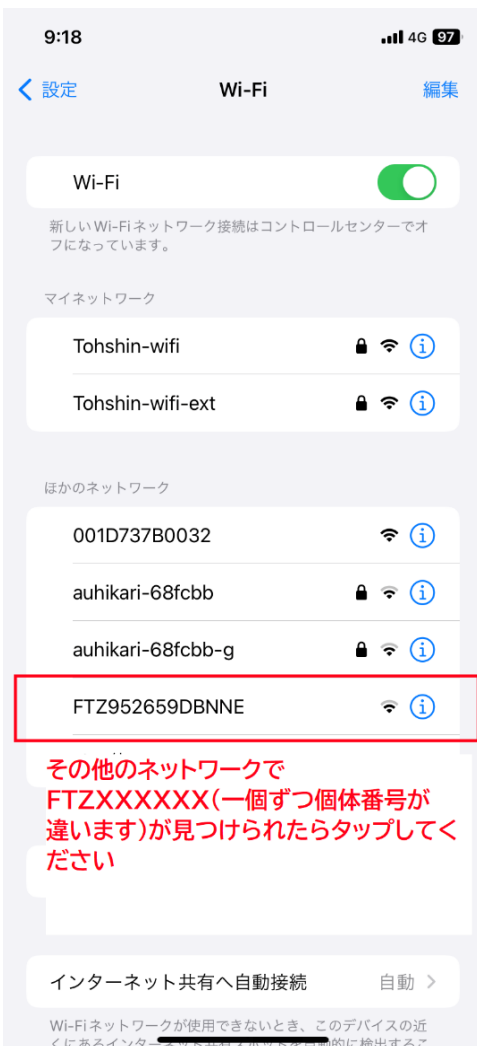 9:18
4G 97
設定
Wi-Fi
編集
Wi-Fi
新しいWi-Fiネットワーク接続はコントロールセンターでオ
フになっています。
マイネットワーク
Tohshin-wifi
Tohshin-wifi-ext
ほかのネットワーク
001D737B0032
auhikari-68fcbb
auhikari-68fcbb-g
FTZ952659DBNNE
その他のネットワークで
FTZXXXXXX(一個ずつ個体番号が
違います)が見つけられたらタップしてく
ださい
インターネット共有へ自動接続
自動
Wi-Fiネットワークが使用できないとき、このデバイスの近